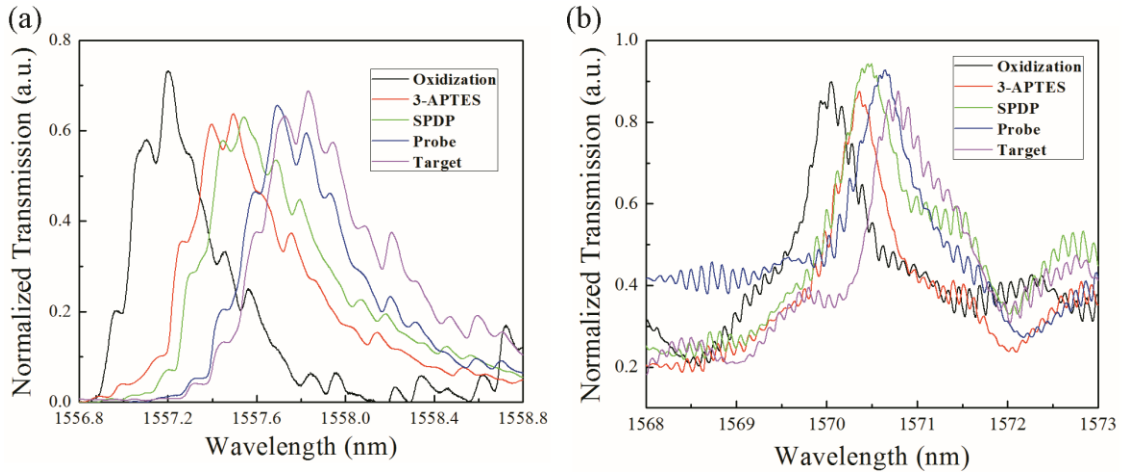 (a)
Normalized Transmission (a.u.)
0.8
0.6
0.4
0.2
0.0
Oxidization
3-APTES
SPDP
Probe
Target
1556.8 1557.2 1557.6 1558.0 1558.4 1558.8
Wavelength (nm)
(b)
Normalized Transmission (a.u.)
1.0
0.8
0.6
0.4
0.2
Oxidization
3-APTES
SPDP
Probe
Target
1568 1569 1570 1571 1572 1573
Wavelength (nm)